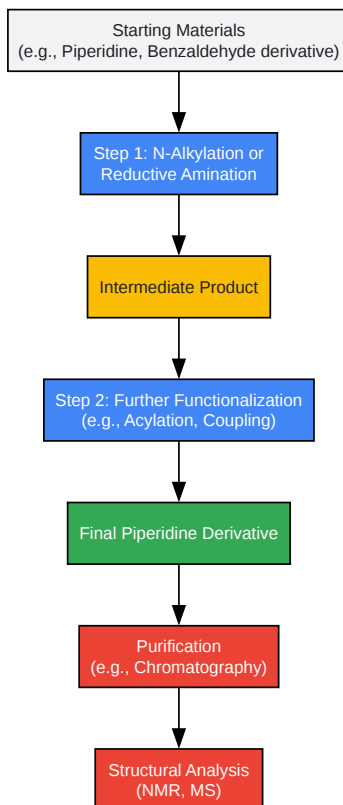 Starting Materials
(e.g., Piperidine, Benzaldehyde derivative)
Step 1: N-Alkylation or
Reductive Amination
Intermediate Product
Step 2: Further Functionalization
(e.g., Acylation, Coupling)
Final Piperidine Derivative
Purification
(e.g., Chromatography)
Structural Analysis
(NMR, MS)